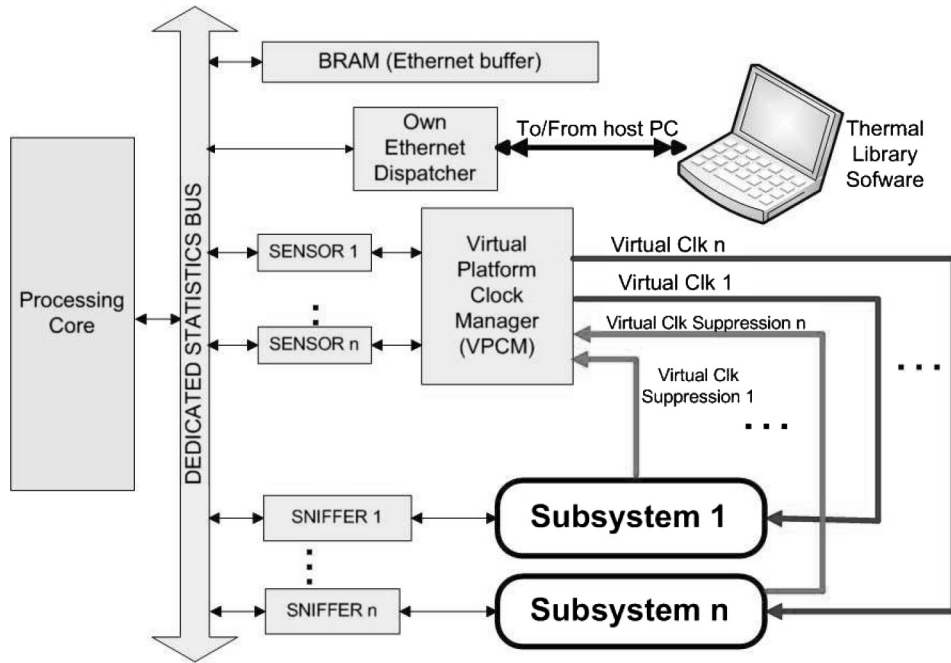 BRAM (Ethernet buffer)
Own
Ethernet
Dispatcher
To/From host PC
Thermal
Library
Sofware
DEDICATED STATISTICS BUS
Processing
Core
SENSOR 1
SENSOR n
Virtual
Platform
Clock
Manager
(VPCM)
Virtual Clk n
Virtual Clk 1
Virtual Clk Suppression n
Virtual Clk
Suppression 1
SNIFFER 1
SNIFFER n
Subsystem 1
Subsystem n